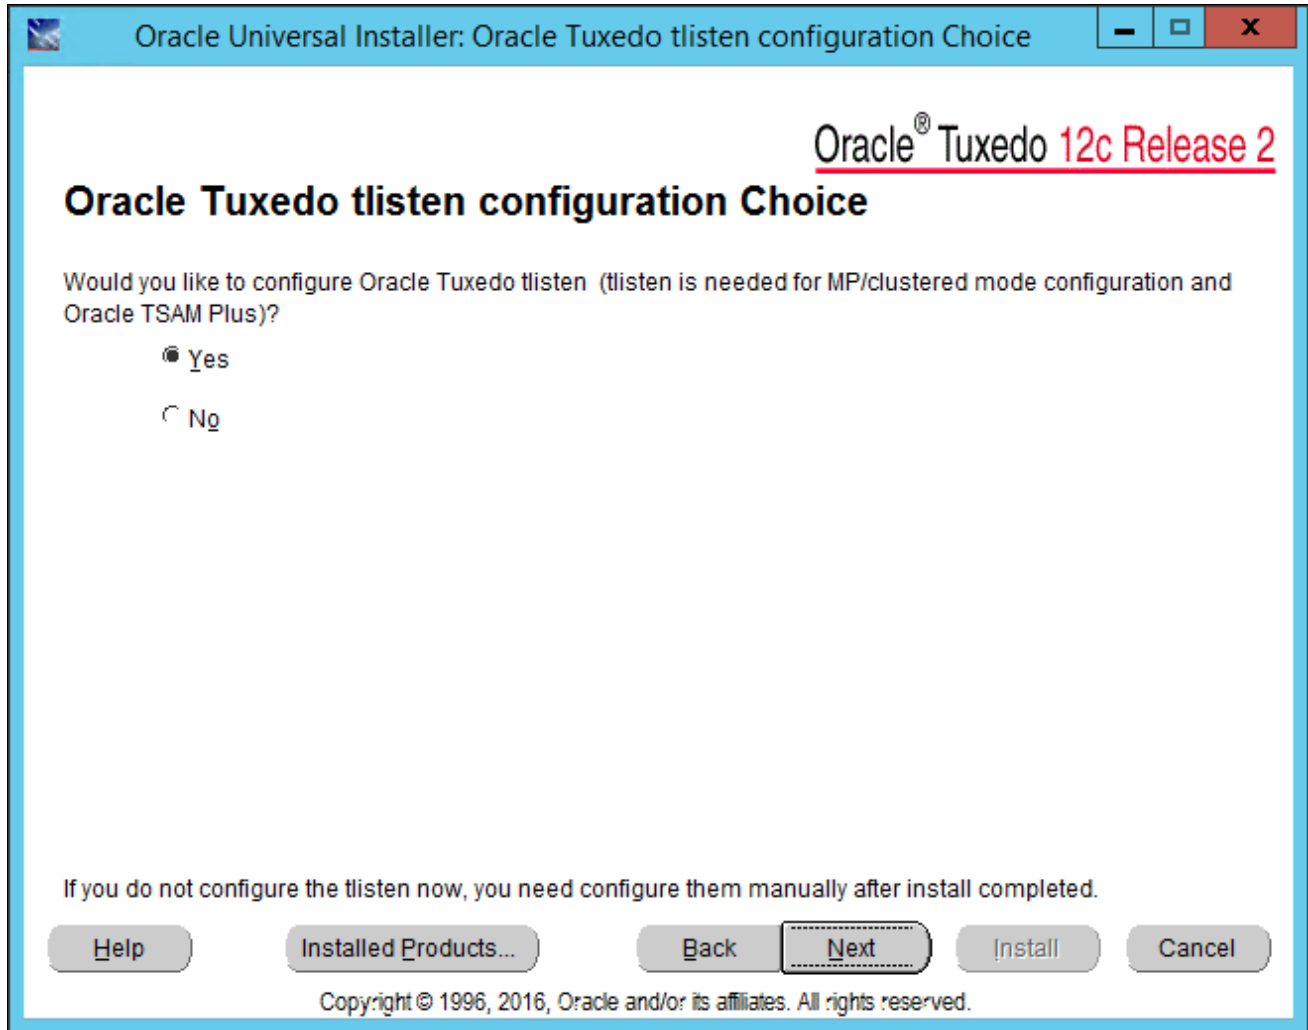 Oracle Universal Installer: Oracle Tuxedo tlisten configuration Choice
Oracle® Tuxedo 12c Release 2
Oracle Tuxedo tlisten configuration Choice
Would you like to configure Oracle Tuxedo tlisten (tlisten is needed for MP/clustered mode configuration and
Oracle TSAM Plus)?
Yes
No
If you do not configure the tlisten now, you need configure them manually after install completed.
Help Installed Products... Back Next Install Cancel
Copyright © 1996, 2016, Oracle and/or its affiliates. All rights reserved.